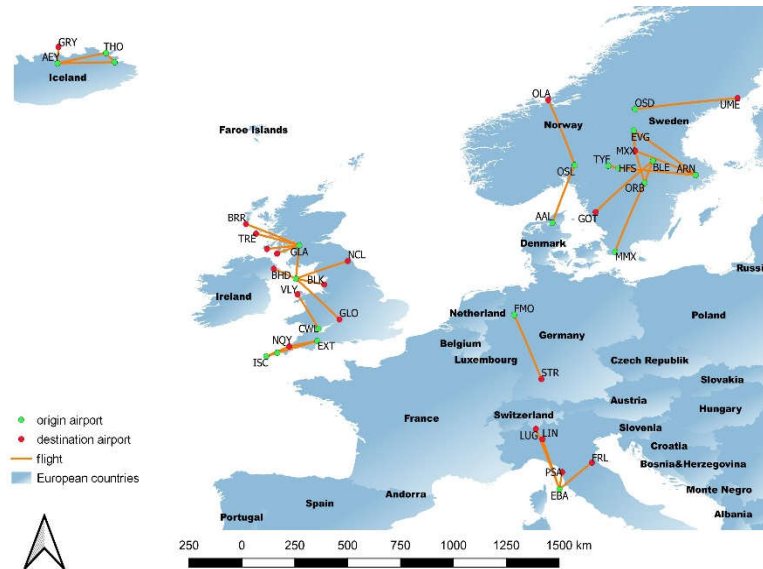 GRY
THO
AEY
Iceland
OLA
OSD
UME
Norway
Sweden
Faroe Islands
EVG
MXX
TYF
HFS
BLE
ARN
OSL
ORB
BRR
AAL
GOT
TRE
GLA
NCL
Denmark
MMX
BHD
BLK
Russi
Ireland
VLY
GLO
Netherland
FMO
Poland
CWL
Germany
NQY
EXT
Belgium
ISC
Luxembourg
Czech Republik
STR
Slovakia
Austria
France
Switzerland
Hungary
origin airport
LUG
LIN
Slovenia
destination airport
Croatia
flight
PSA
FRL
Bosnia&Herzegovina
European countries
EBA
Andorra
Monte Negro
Spain
Portugal
Albania
250 0 250 500 750 1000 1250 1500 km